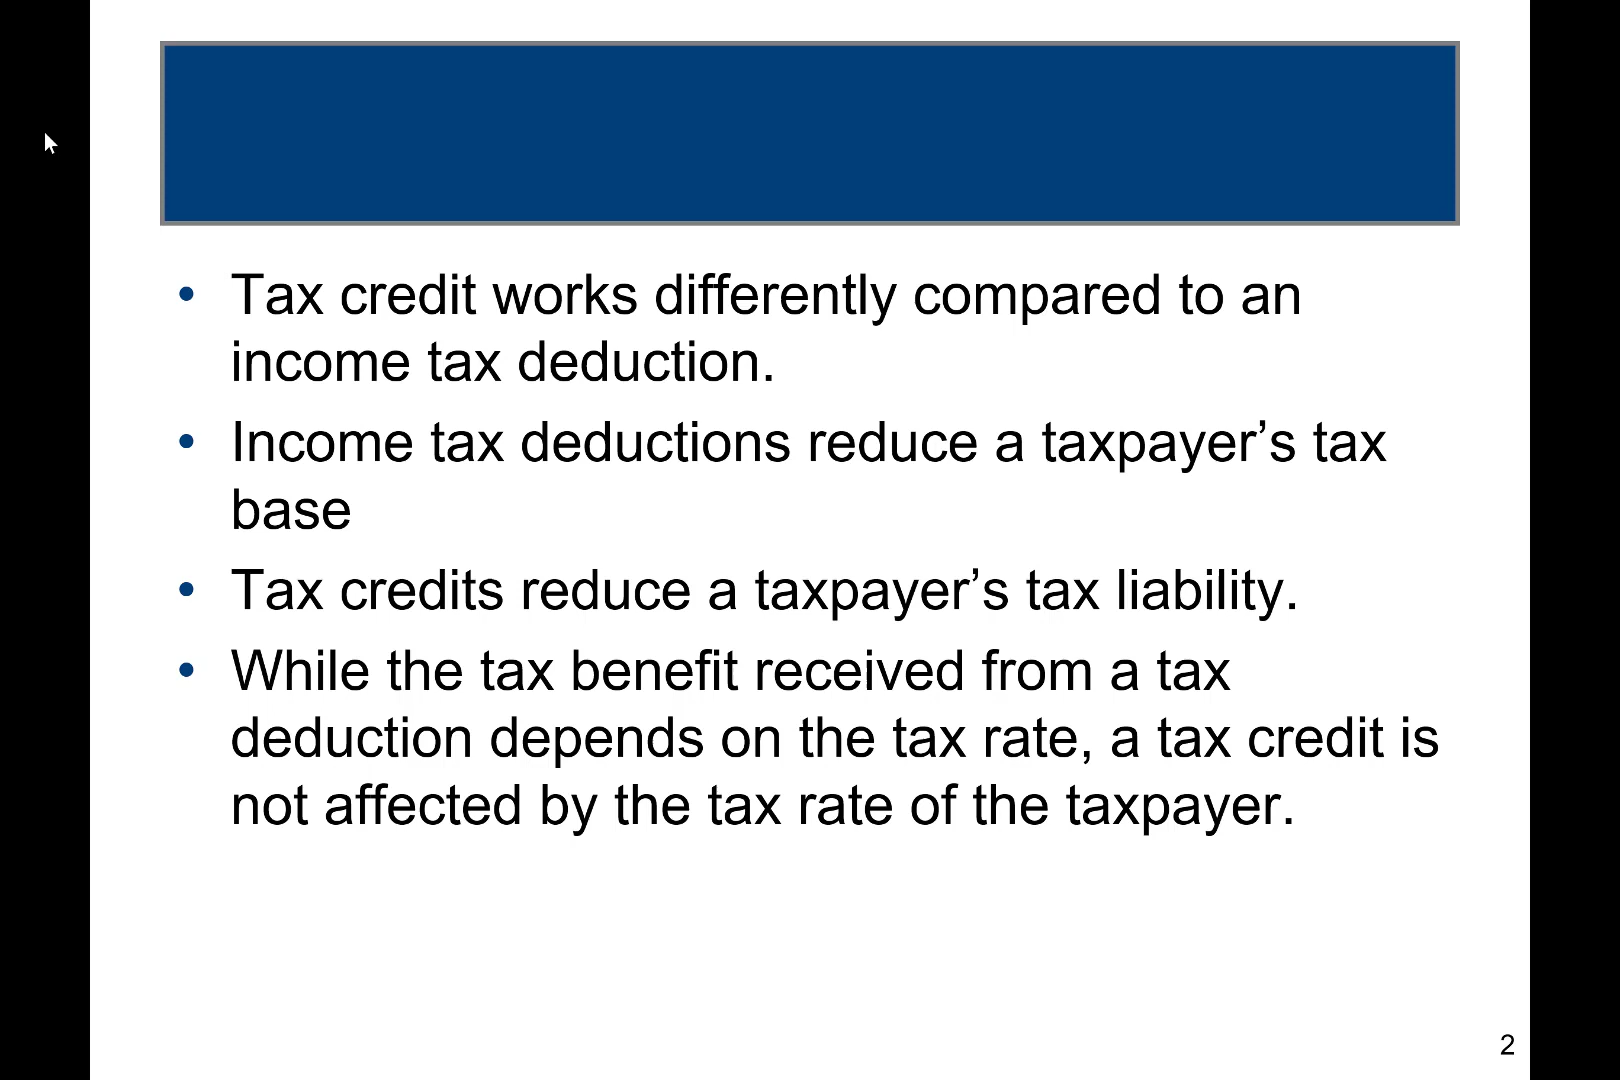 • Tax credit works differently compared to an
income tax deduction.
• Income tax deductions reduce a taxpayer’s tax
base
• Tax credits reduce a taxpayer’s tax liability.
• While the tax benefit received from a tax
deduction depends on the tax rate, a tax credit is
not affected by the tax rate of the taxpayer.
2